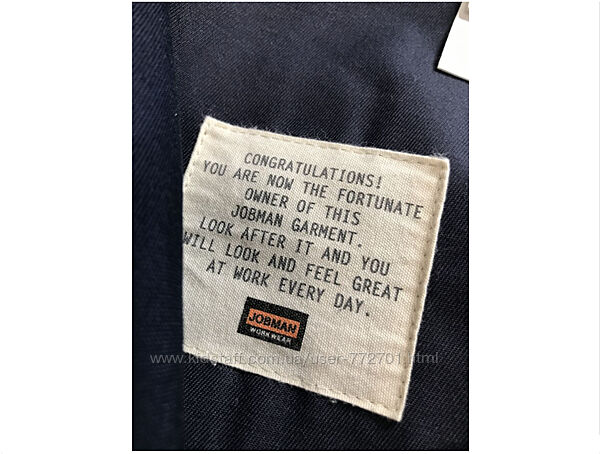 CONGRATULATIONS!
YOU ARE NOW THE FORTUNATE
OWNER OF THIS
JOBMAN GARMENT.
LOOK AFTER IT AND YOU
WILL LOOK AND FEEL GREAT
AT WORK EVERY DAY.
JOBMAN
WORKWEAR
www.kidstaff.com.ua/user-772701.html